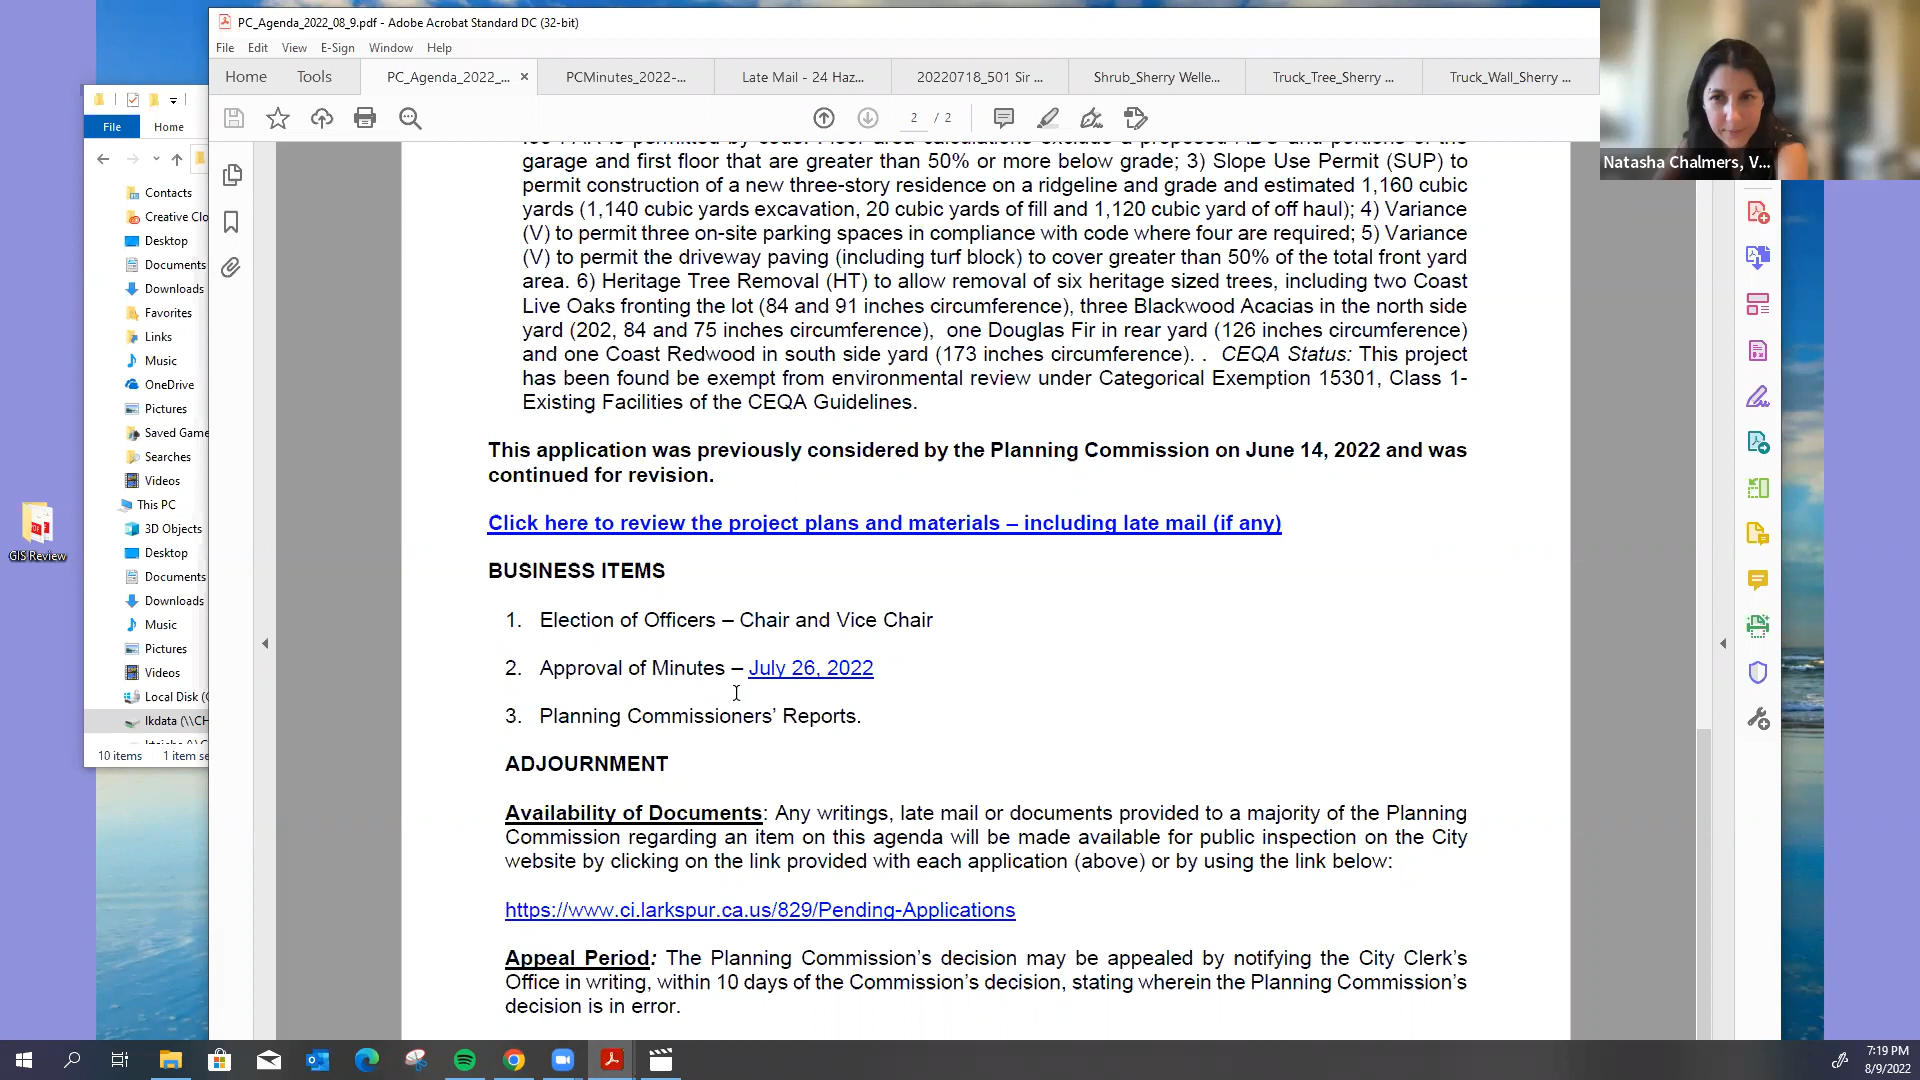 PC_Agenda_2022_08_9.pdf - Adobe Acrobat Standard DC (32-bit)
File Edit View E-Sign Window Help
Home Tools PC_Agenda_2022_... × PCMinutes_2022-... Late Mail - 24 Haz... 20220718_501 Sir ... Shrub_Sherry Welle... Truck_Tree_Sherry ... Truck_Wall_Sherry ...
2 / 2
File Home
Contacts
Creative Clo
Desktop
Documents
Downloads
Favorites
Links
Music
OneDrive
Pictures
Saved Game
Searches
Videos
This PC
3D Objects
Desktop
Documents
Downloads
Music
Pictures
Videos
Local Disk (
lkdata (\\CH
10 items 1 item se
GIS Review
garage and first floor that are greater than 50% or more below grade; 3) Slope Use Permit (SUP) to
permit construction of a new three-story residence on a ridgeline and grade and estimated 1,160 cubic
yards (1,140 cubic yards excavation, 20 cubic yards of fill and 1,120 cubic yard of off haul); 4) Variance
(V) to permit three on-site parking spaces in compliance with code where four are required; 5) Variance
(V) to permit the driveway paving (including turf block) to cover greater than 50% of the total front yard
area. 6) Heritage Tree Removal (HT) to allow removal of six heritage sized trees, including two Coast
Live Oaks fronting the lot (84 and 91 inches circumference), three Blackwood Acacias in the north side
yard (202, 84 and 75 inches circumference), one Douglas Fir in rear yard (126 inches circumference)
and one Coast Redwood in south side yard (173 inches circumference). . CEQA Status: This project
has been found be exempt from environmental review under Categorical Exemption 15301, Class 1-
Existing Facilities of the CEQA Guidelines.
This application was previously considered by the Planning Commission on June 14, 2022 and was
continued for revision.
Click here to review the project plans and materials – including late mail (if any)
BUSINESS ITEMS
1. Election of Officers – Chair and Vice Chair
2. Approval of Minutes – July 26, 2022
3. Planning Commissioners' Reports.
ADJOURNMENT
Availability of Documents: Any writings, late mail or documents provided to a majority of the Planning
Commission regarding an item on this agenda will be made available for public inspection on the City
website by clicking on the link provided with each application (above) or by using the link below:
https://www.ci.larkspur.ca.us/829/Pending-Applications
Appeal Period: The Planning Commission's decision may be appealed by notifying the City Clerk's
Office in writing, within 10 days of the Commission's decision, stating wherein the Planning Commission's
decision is in error.
Natasha Chalmers, V...
7:19 PM
8/9/2022